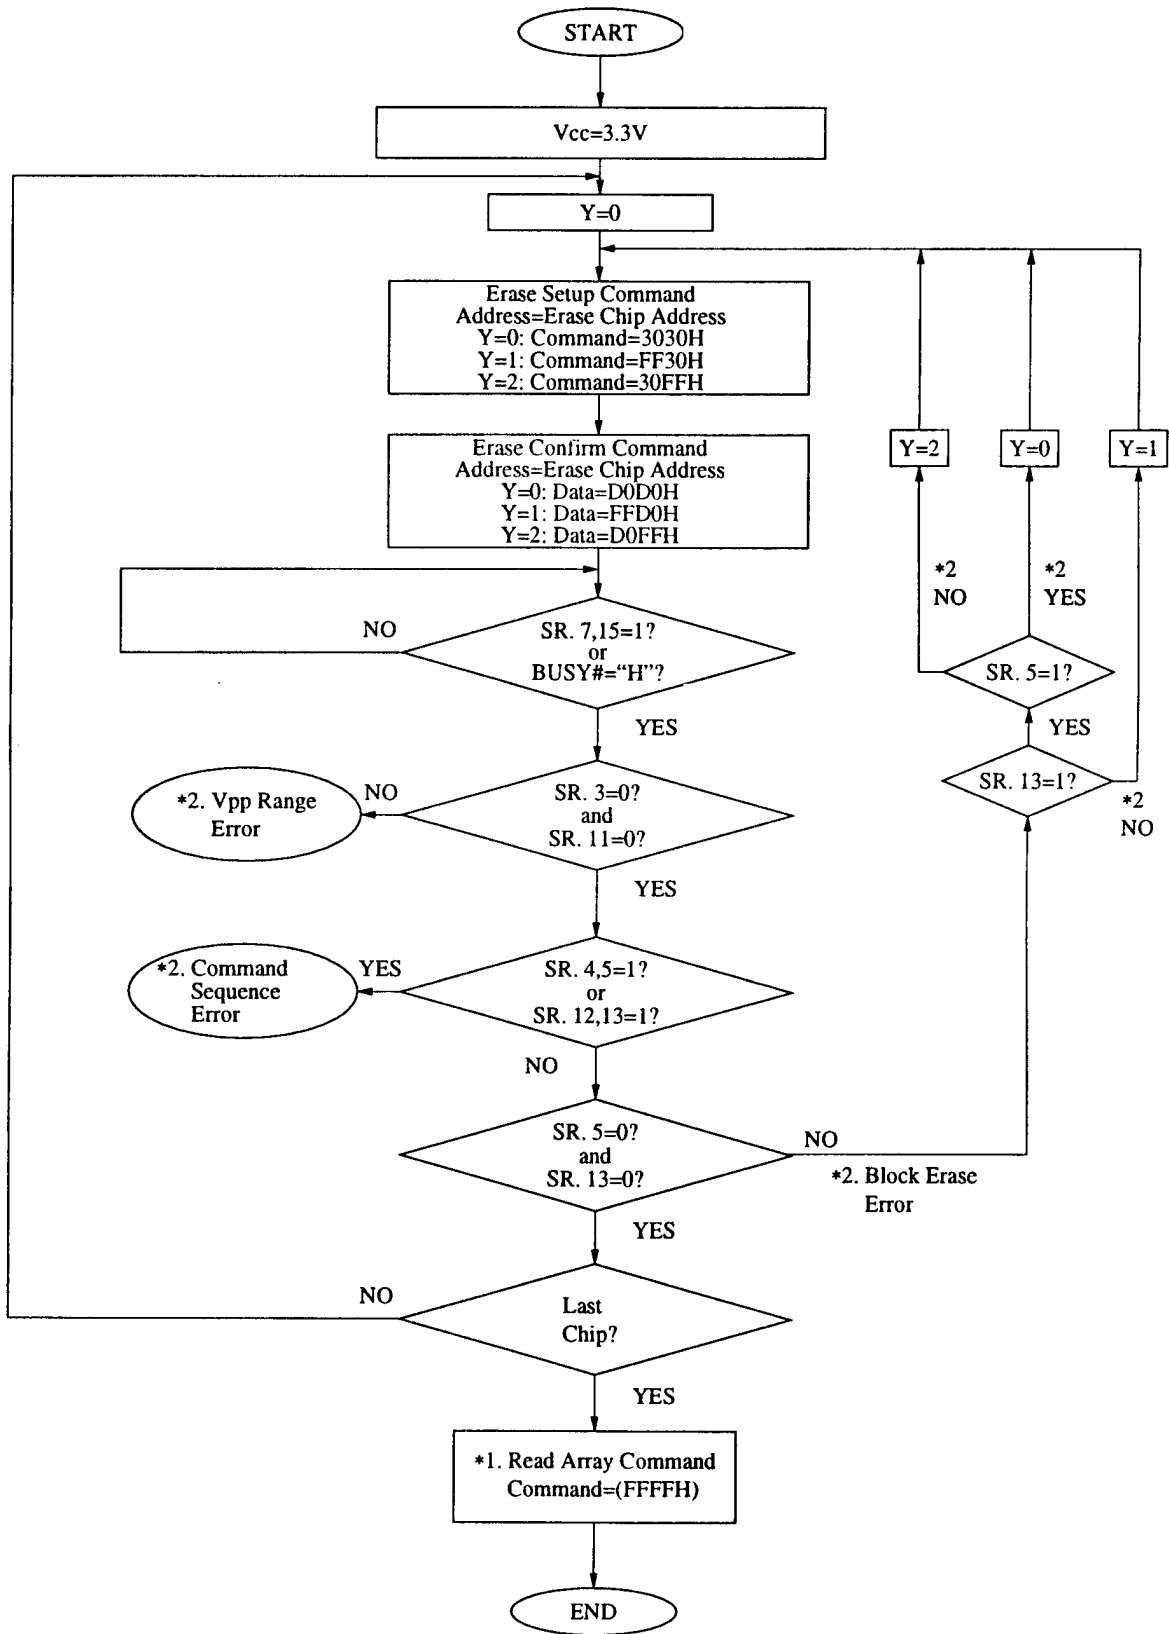 START
Vcc=3.3V
Y=0
Erase Setup Command
Address=Erase Chip Address
Y=0: Command=3030H
Y=1: Command=FF30H
Y=2: Command=30FFH
Erase Confirm Command
Address=Erase Chip Address
Y=0: Data=D0D0H
Y=1: Data=FFD0H
Y=2: Data=D0FFH
Y=2
Y=0
Y=1
*2
NO
*2
YES
NO
SR. 7,15=1?
or
BUSY#=“H”?
YES
SR. 5=1?
YES
SR. 13=1?
*2
NO
*2. Vpp Range
Error
NO
SR. 3=0?
and
SR. 11=0?
YES
*2. Command
Sequence
Error
YES
SR. 4,5=1?
or
SR. 12,13=1?
NO
SR. 5=0?
and
SR. 13=0?
NO
*2. Block Erase
Error
YES
NO
Last
Chip?
YES
*1. Read Array Command
Command=(FFFFH)
END